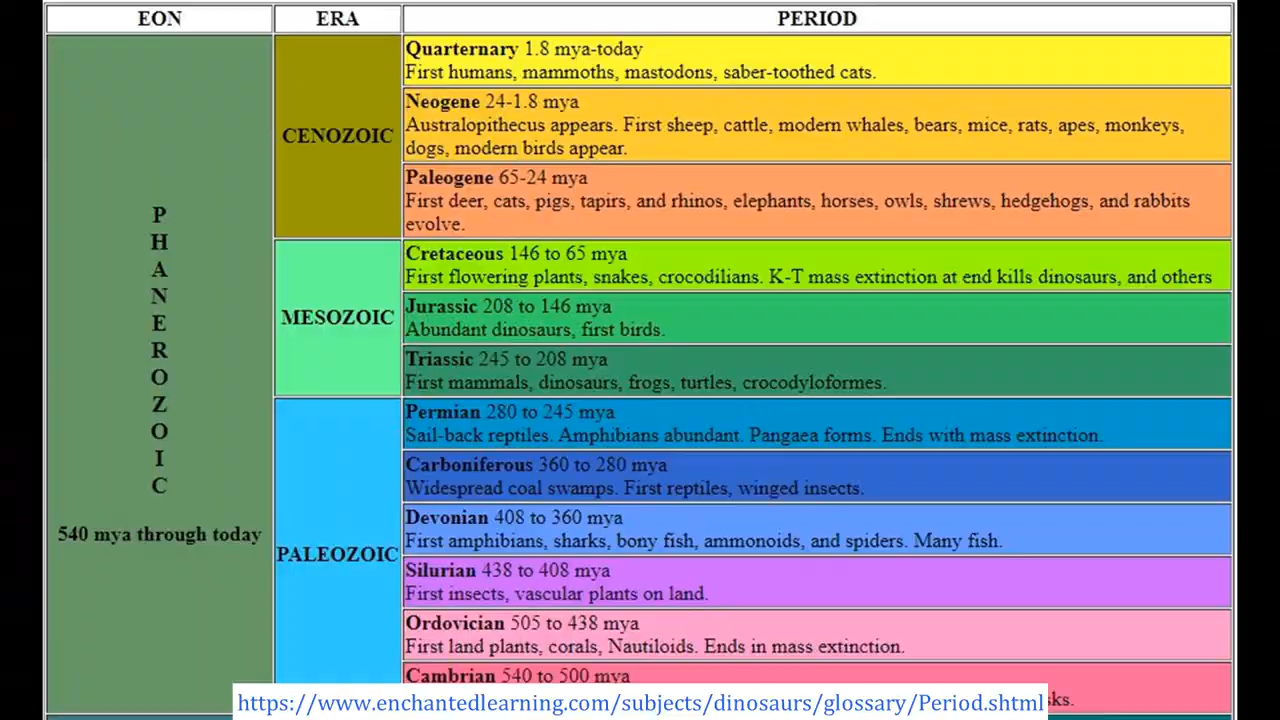 EON
ERA
PERIOD
PHANEROZOIC
540 mya through today
CENOZOIC
Quarternary 1.8 mya-today
First humans, mammoths, mastodons, saber-toothed cats.
Neogene 24-1.8 mya
Australopithecus appears. First sheep, cattle, modern whales, bears, mice, rats, apes, monkeys,
dogs, modern birds appear.
Paleogene 65-24 mya
First deer, cats, pigs, tapirs, and rhinos, elephants, horses, owls, shrews, hedgehogs, and rabbits
evolve.
MESOZOIC
Cretaceous 146 to 65 mya
First flowering plants, snakes, crocodilians. K-T mass extinction at end kills dinosaurs, and others
Jurassic 208 to 146 mya
Abundant dinosaurs, first birds.
Triassic 245 to 208 mya
First mammals, dinosaurs, frogs, turtles, crocodyloformes.
PALEOZOIC
Permian 280 to 245 mya
Sail-back reptiles. Amphibians abundant. Pangaea forms. Ends with mass extinction.
Carboniferous 360 to 280 mya
Widespread coal swamps. First reptiles, winged insects.
Devonian 408 to 360 mya
First amphibians, sharks, bony fish, ammonoids, and spiders. Many fish.
Silurian 438 to 408 mya
First insects, vascular plants on land.
Ordovician 505 to 438 mya
First land plants, corals, Nautiloids. Ends in mass extinction.
Cambrian 540 to 500 mya
https://www.enchantedlearning.com/subjects/dinosaurs/glossary/Period.shtml